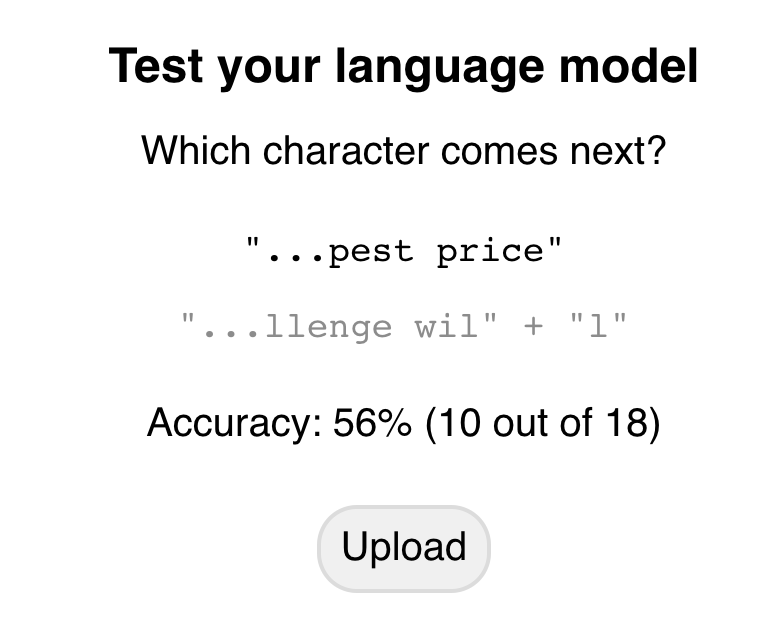 Test your language model
Which character comes next?
"...pest price"
"...llenge wil" + "l"
Accuracy: 56% (10 out of 18)
Upload